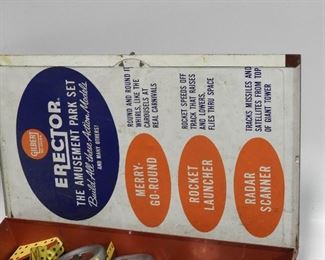 GILBERT
ERECTOR
THE AMUSEMENT PARK SET
Build All these Action Models
AND MANY OTHERS!
MERRY-
GO-ROUND
ROUND AND ROUND IT
WHIRLS, LIKE THE
CAROUSELS AT
REAL CARNIVALS
ROCKET
LAUNCHER
ROCKET SPEEDS OFF
TRACK THAT RAISES
AND LOWERS,
FLIES THRU SPACE
RADAR
SCANNER
TRACKS MISSILES AND
SATELLITES FROM TOP
OF GIANT TOWER